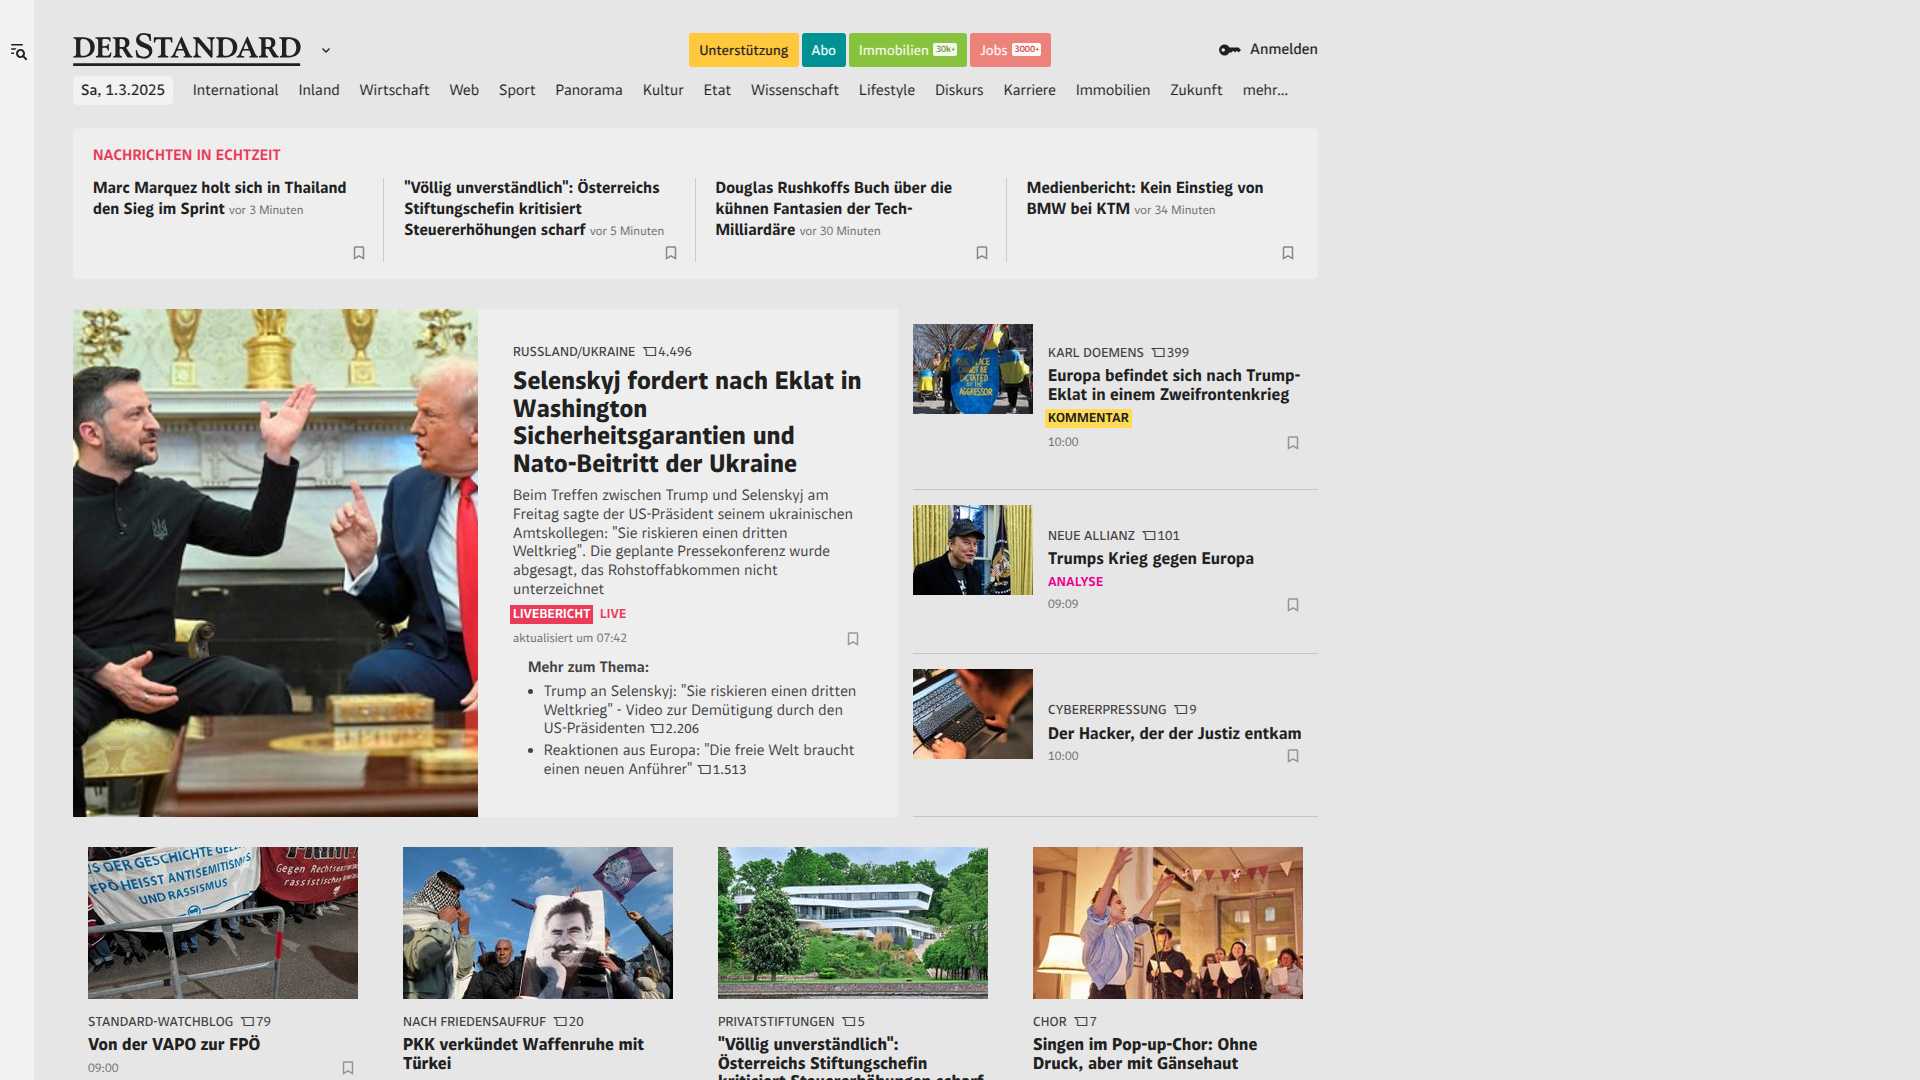 DERSTANDARD
Unterstützung
Abo
Immobilien 30k+
Jobs 3000+
Anmelden
Sa, 1.3.2025
International
Inland
Wirtschaft
Web
Sport
Panorama
Kultur
Etat
Wissenschaft
Lifestyle
Diskurs
Karriere
Immobilien
Zukunft
mehr...
NACHRICHTEN IN ECHTZEIT
Marc Marquez holt sich in Thailand
den Sieg im Sprint vor 3 Minuten
"Völlig unverständlich": Österreichs
Stiftungschefin kritisiert
Steuererhöhungen scharf vor 5 Minuten
Douglas Rushkoffs Buch über die
kühnen Fantasien der Tech-
Milliardäre vor 30 Minuten
Medienbericht: Kein Einstieg von
BMW bei KTM vor 34 Minuten
RUSSLAND/UKRAINE 4.496
Selenskyj fordert nach Eklat in
Washington
Sicherheitsgarantien und
Nato-Beitritt der Ukraine
Beim Treffen zwischen Trump und Selenskyj am
Freitag sagte der US-Präsident seinem ukrainischen
Amtskollegen: "Sie riskieren einen dritten
Weltkrieg". Die geplante Pressekonferenz wurde
abgesagt, das Rohstoffabkommen nicht
unterzeichnet
LIVEBERICHT LIVE
aktualisiert um 07:42
Mehr zum Thema:
• Trump an Selenskyj: "Sie riskieren einen dritten
Weltkrieg" - Video zur Demütigung durch den
US-Präsidenten 2.206
• Reaktionen aus Europa: "Die freie Welt braucht
einen neuen Anführer" 1.513
KARL DOEMENS 399
Europa befindet sich nach Trump-
Eklat in einem Zweifrontenkrieg
KOMMENTAR
10:00
NEUE ALLIANZ 101
Trumps Krieg gegen Europa
ANALYSE
09:09
CYBERERPRESSUNG 9
Der Hacker, der der Justiz entkam
10:00
DER GESCHICHTE
FPÖ HEISST ANTISEMITISMUS
UND RASSISMUS
Gegen
STANDARD-WATCHBLOG 79
Von der VAPO zur FPÖ
09:00
NACH FRIEDENSAUFRUF 20
PKK verkündet Waffenruhe mit
Türkei
PRIVATSTIFTUNGEN 5
"Völlig unverständlich":
Österreichs Stiftungschefin
kritisiert Steuererhöhungen scharf
CHOR 7
Singen im Pop-up-Chor: Ohne
Druck, aber mit Gänsehaut